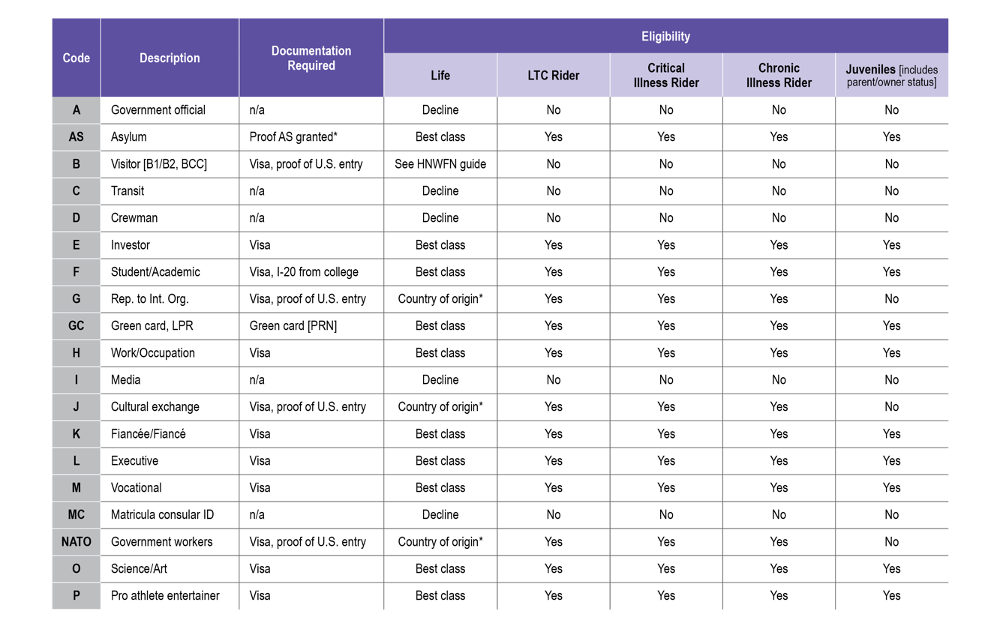 Code Description Documentation Required Eligibility
Life LTC Rider Critical Illness Rider Chronic Illness Rider Juveniles [includes parent/owner status]
A Government official n/a Decline No No No No
AS Asylum Proof AS granted* Best class Yes Yes Yes Yes
B Visitor [B1/B2, BCC] Visa, proof of U.S. entry See HNWFN guide No No No No
C Transit n/a Decline No No No No
D Crewman n/a Decline No No No No
E Investor Visa Best class Yes Yes Yes Yes
F Student/Academic Visa, I-20 from college Best class Yes Yes Yes Yes
G Rep. to Int. Org. Visa, proof of U.S. entry Country of origin* Yes Yes Yes No
GC Green card, LPR Green card [PRN] Best class Yes Yes Yes Yes
H Work/Occupation Visa Best class Yes Yes Yes Yes
I Media n/a Decline No No No No
J Cultural exchange Visa, proof of U.S. entry Country of origin* Yes Yes Yes No
K Fiancée/Fiancé Visa Best class Yes Yes Yes Yes
L Executive Visa Best class Yes Yes Yes Yes
M Vocational Visa Best class Yes Yes Yes Yes
MC Matricula consular ID n/a Decline No No No No
NATO Government workers Visa, proof of U.S. entry Country of origin* Yes Yes Yes No
O Science/Art Visa Best class Yes Yes Yes Yes
P Pro athlete entertainer Visa Best class Yes Yes Yes Yes